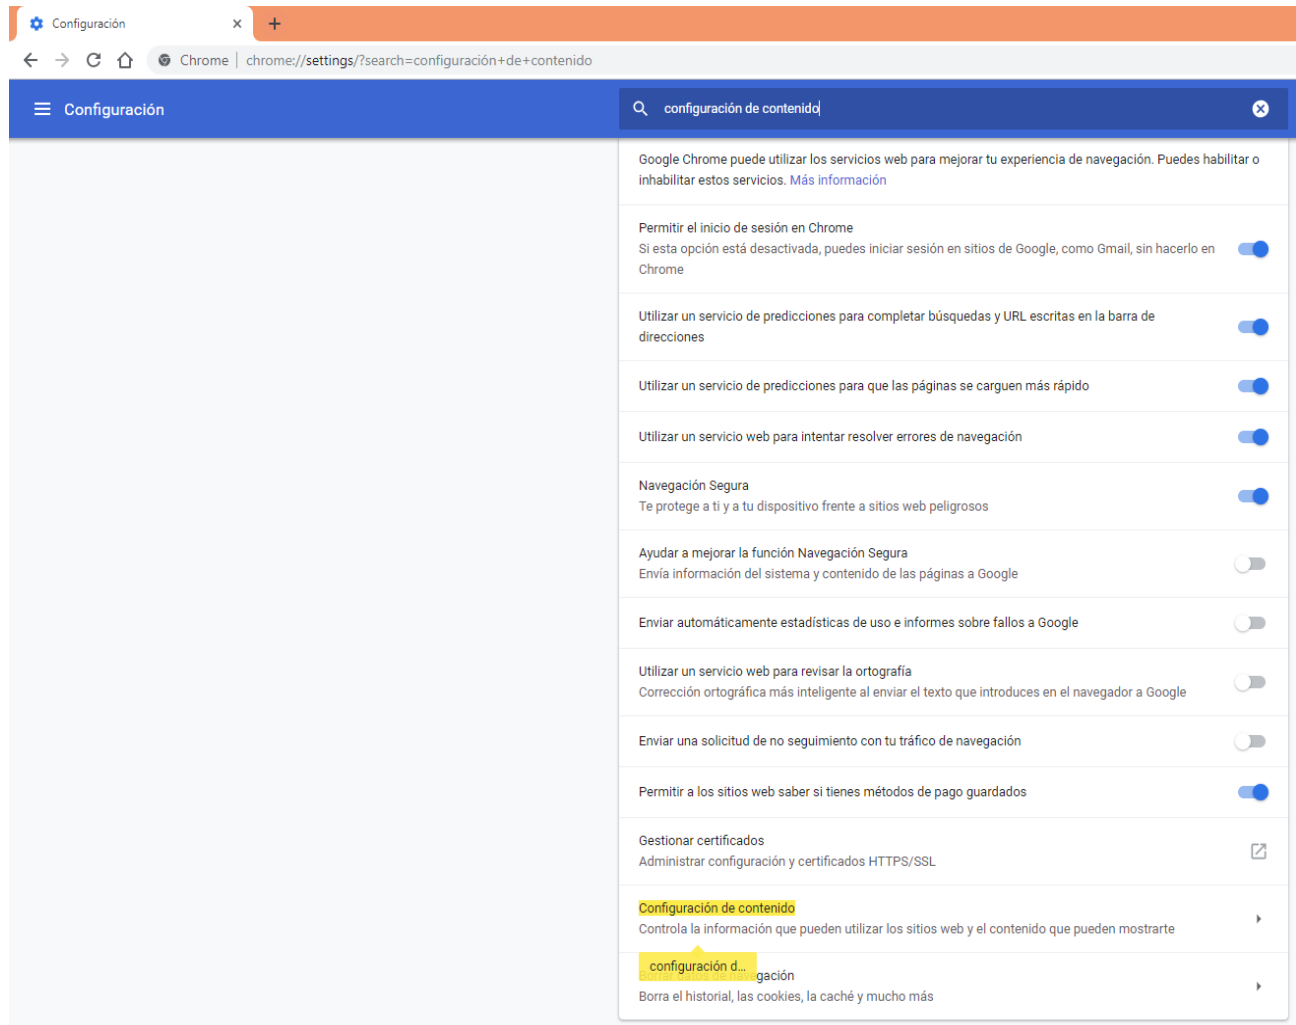 Configuración
Chrome | chrome://settings/?search=configuración+de+contenido
Configuración
configuración de contenido
Google Chrome puede utilizar los servicios web para mejorar tu experiencia de navegación. Puedes habilitar o
inhabilitar estos servicios. Más información
Permitir el inicio de sesión en Chrome
Si esta opción está desactivada, puedes iniciar sesión en sitios de Google, como Gmail, sin hacerlo en
Chrome
Utilizar un servicio de predicciones para completar búsquedas y URL escritas en la barra de
direcciones
Utilizar un servicio de predicciones para que las páginas se carguen más rápido
Utilizar un servicio web para intentar resolver errores de navegación
Navegación Segura
Te protege a ti y a tu dispositivo frente a sitios web peligrosos
Ayudar a mejorar la función Navegación Segura
Envía información del sistema y contenido de las páginas a Google
Enviar automáticamente estadísticas de uso e informes sobre fallos a Google
Utilizar un servicio web para revisar la ortografía
Corrección ortográfica más inteligente al enviar el texto que introduces en el navegador a Google
Enviar una solicitud de no seguimiento con tu tráfico de navegación
Permitir a los sitios web saber si tienes métodos de pago guardados
Gestionar certificados
Administrar configuración y certificados HTTPS/SSL
Configuración de contenido
Controla la información que pueden utilizar los sitios web y el contenido que pueden mostrarte
configuración d...
Borrar datos de navegación
Borra el historial, las cookies, la caché y mucho más